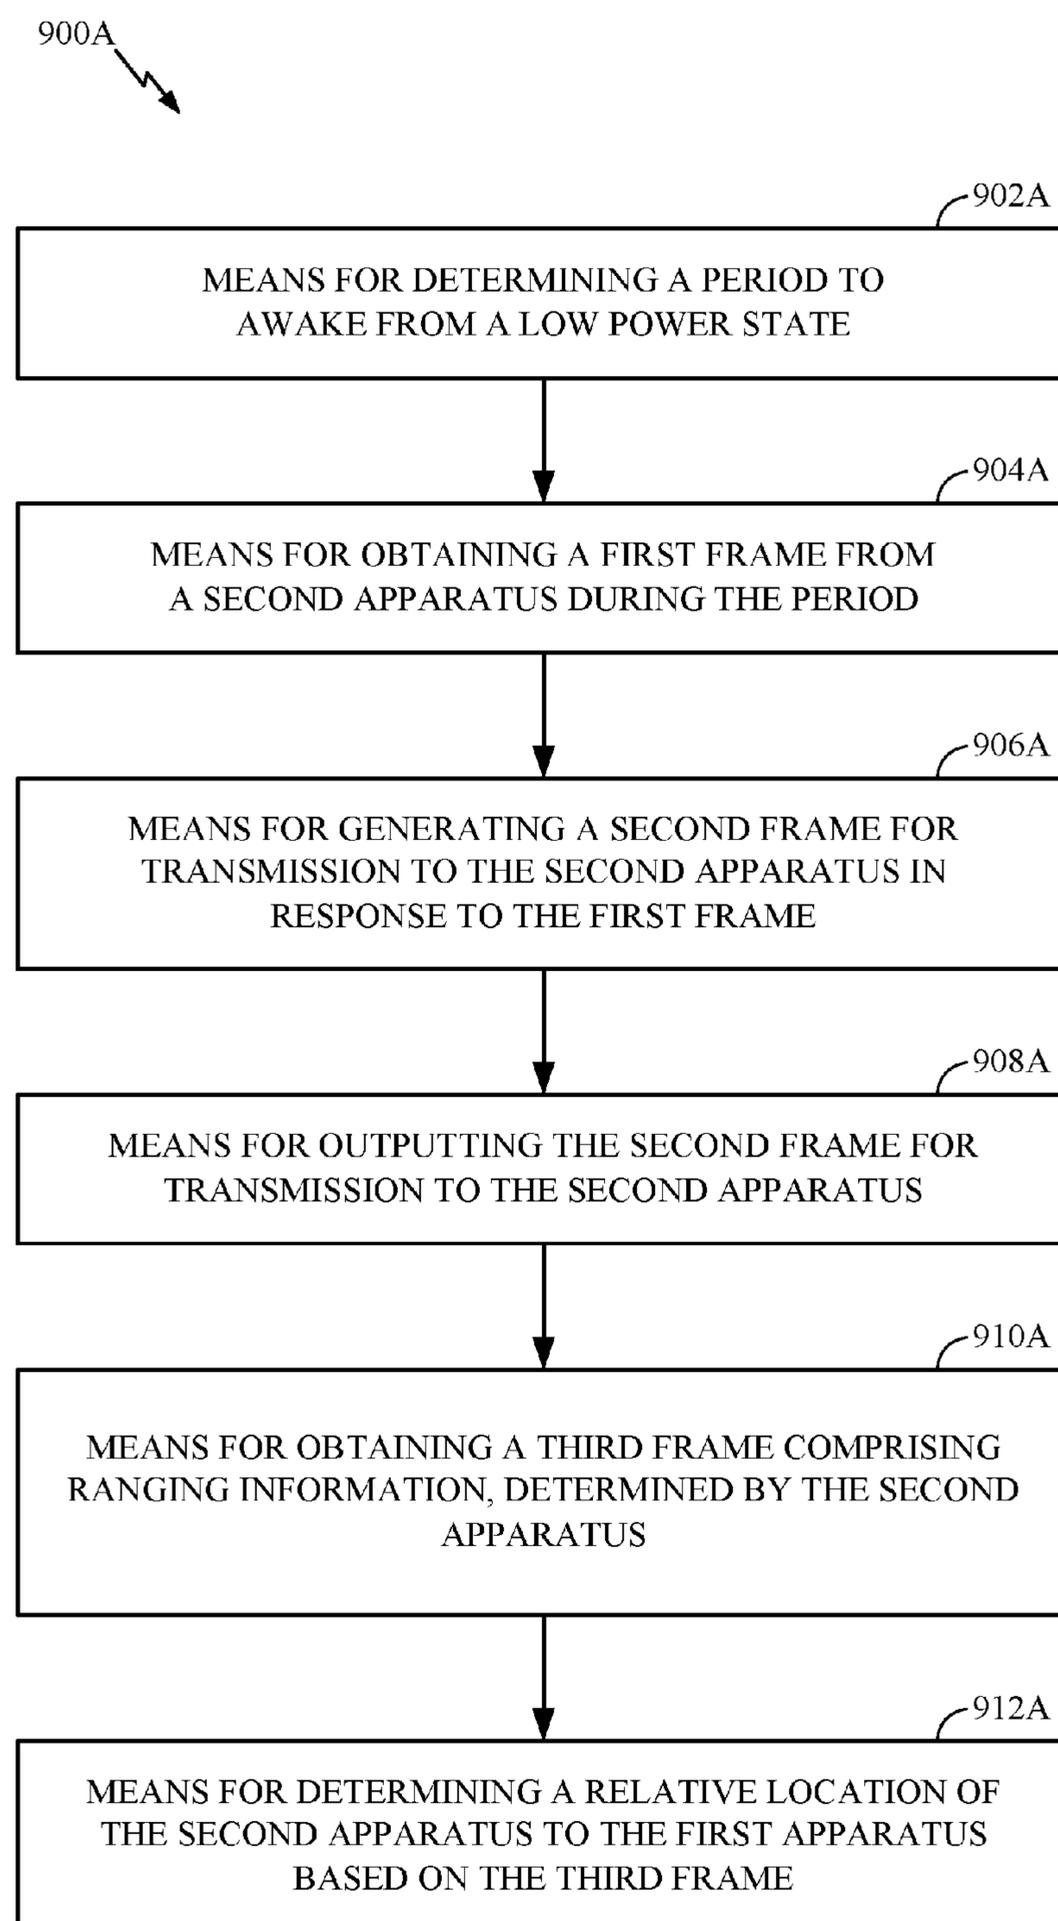 900A
902A
MEANS FOR DETERMINING A PERIOD TO
AWAKE FROM A LOW POWER STATE
904A
MEANS FOR OBTAINING A FIRST FRAME FROM
A SECOND APPARATUS DURING THE PERIOD
906A
MEANS FOR GENERATING A SECOND FRAME FOR
TRANSMISSION TO THE SECOND APPARATUS IN
RESPONSE TO THE FIRST FRAME
908A
MEANS FOR OUTPUTTING THE SECOND FRAME FOR
TRANSMISSION TO THE SECOND APPARATUS
910A
MEANS FOR OBTAINING A THIRD FRAME COMPRISING
RANGING INFORMATION, DETERMINED BY THE SECOND
APPARATUS
912A
MEANS FOR DETERMINING A RELATIVE LOCATION OF
THE SECOND APPARATUS TO THE FIRST APPARATUS
BASED ON THE THIRD FRAME